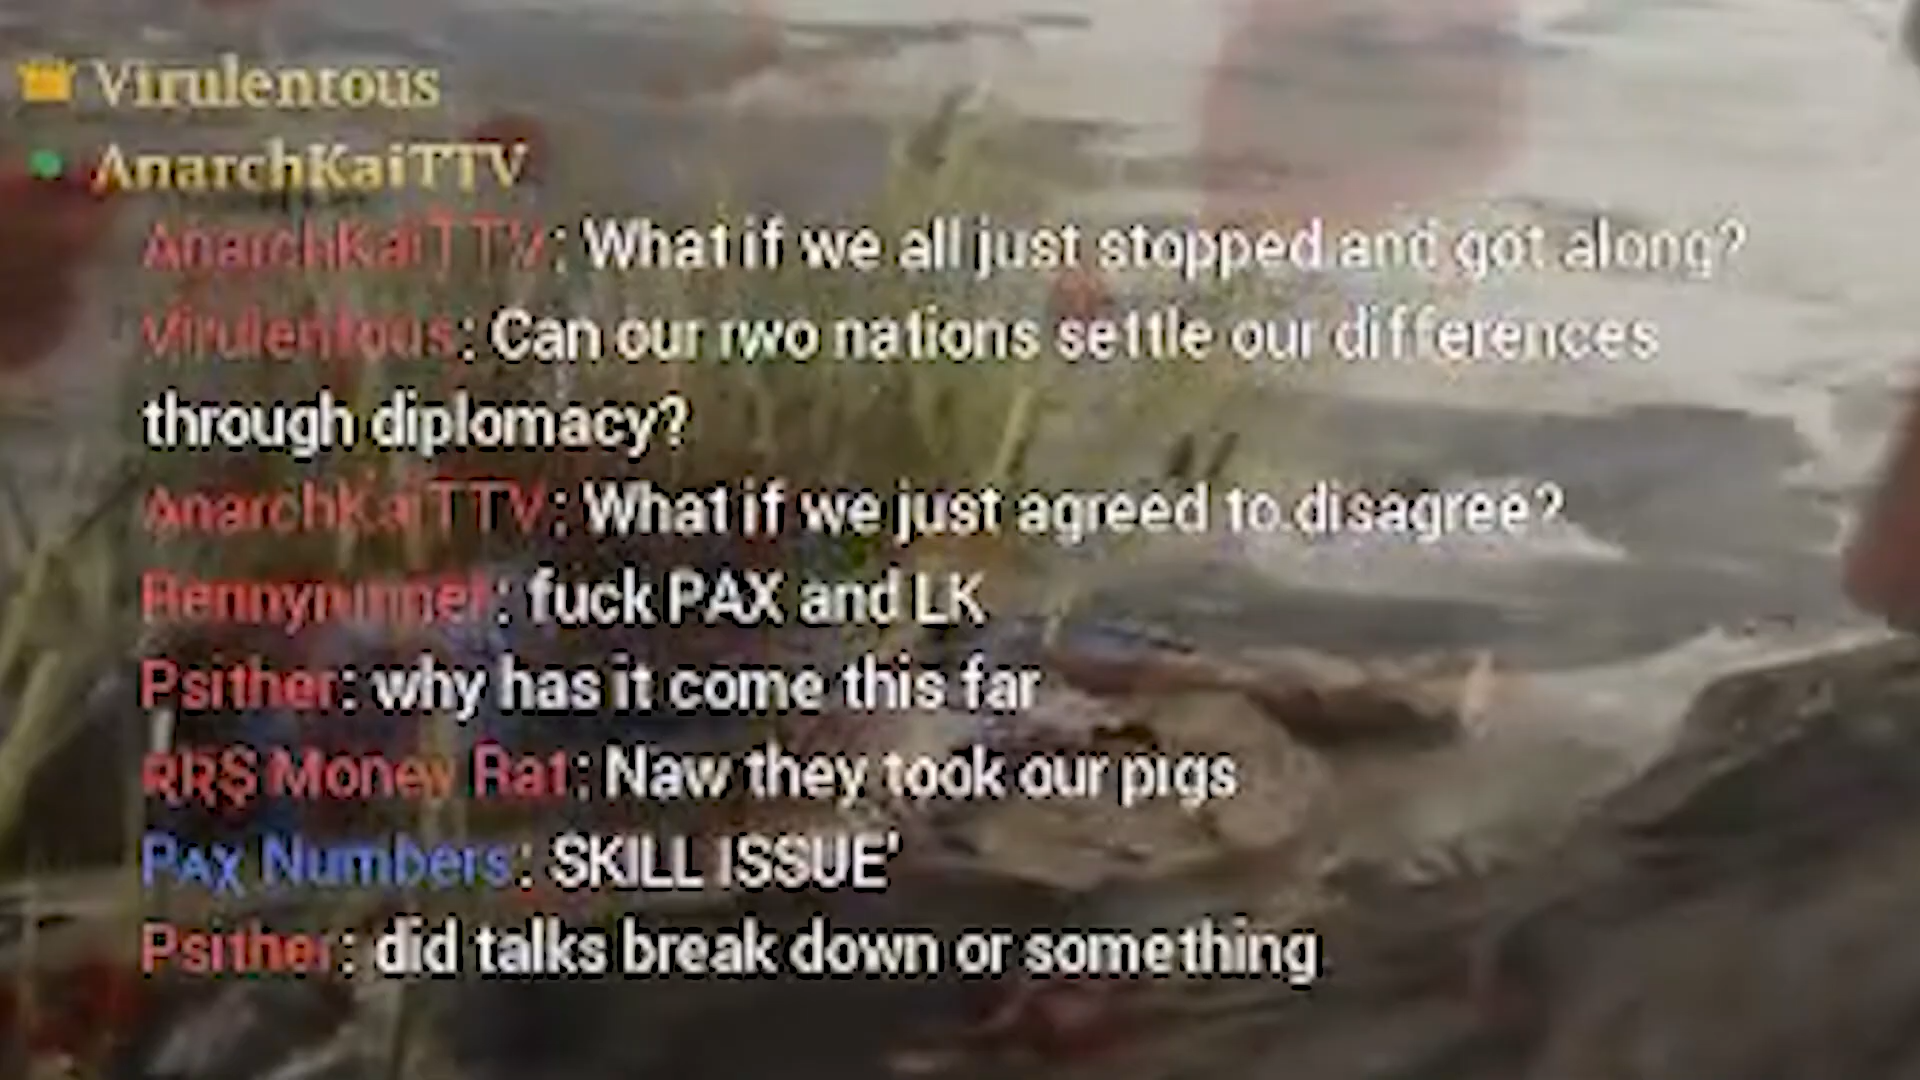 Virulentous
AnarchKaiTTV
AnarchKaiTTV: What if we all just stopped and got along?
Virulentous: Can our two nations settle our differences
through diplomacy?
AnarchKaiTTV: What if we just agreed to disagree?
Rennyrunner: fuck PAX and LK
Psither: why has it come this far
RRS Money Rat: Naw they took our pigs
PAX Numbers: SKILL ISSUE'
Psither: did talks break down or something